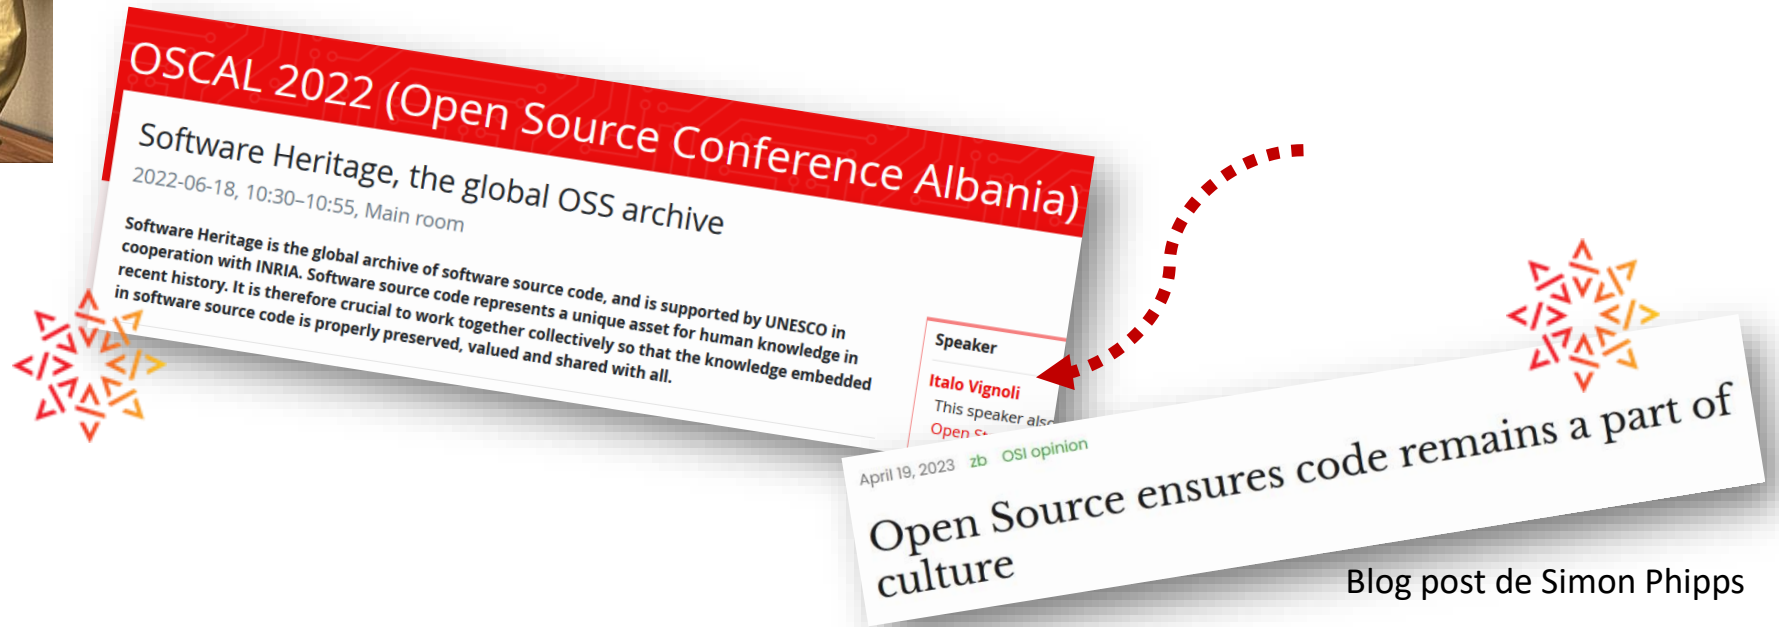 OSCAL 2022 (Open Source Conference Albania)
Software Heritage, the global OSS archive
2022-06-18, 10:30–10:55, Main room
Software Heritage is the global archive of software source code, and is supported by UNESCO in
cooperation with INRIA. Software source code represents a unique asset for human knowledge in
recent history. It is therefore crucial to work together collectively so that the knowledge embedded
in software source code is properly preserved, valued and shared with all.
Speaker
Italo Vignoli
This speaker also
Open
April 19, 2023 zb OSI opinion
Open Source ensures code remains a part of
culture
Blog post de Simon Phipps